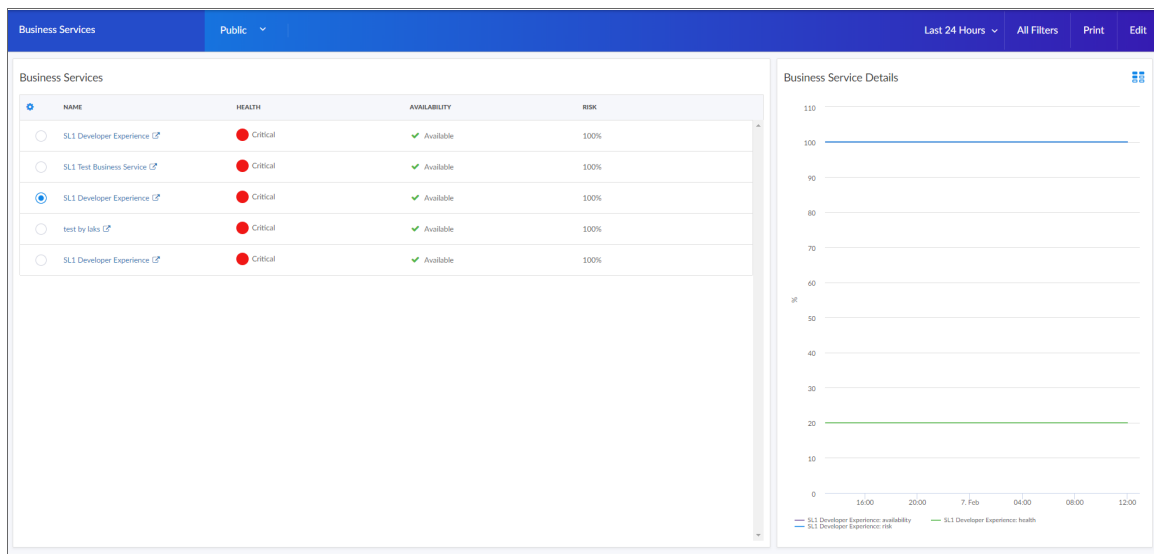 Business Services Public Last 24 Hours All Filters Print Edit
Business Services
NAME HEALTH AVAILABILITY RISK
SL1 Developer Experience Critical Available 100%
SL1 Test Business Service Critical Available 100%
SL1 Developer Experience Critical Available 100%
test by laks Critical Available 100%
SL1 Developer Experience Critical Available 100%
Business Service Details
110
100
90
80
70
60
%
50
40
30
20
10
0
16:00 20:00 7. Feb 04:00 08:00 12:00
SL1 Developer Experience: availability SL1 Developer Experience: health
SL1 Developer Experience: risk